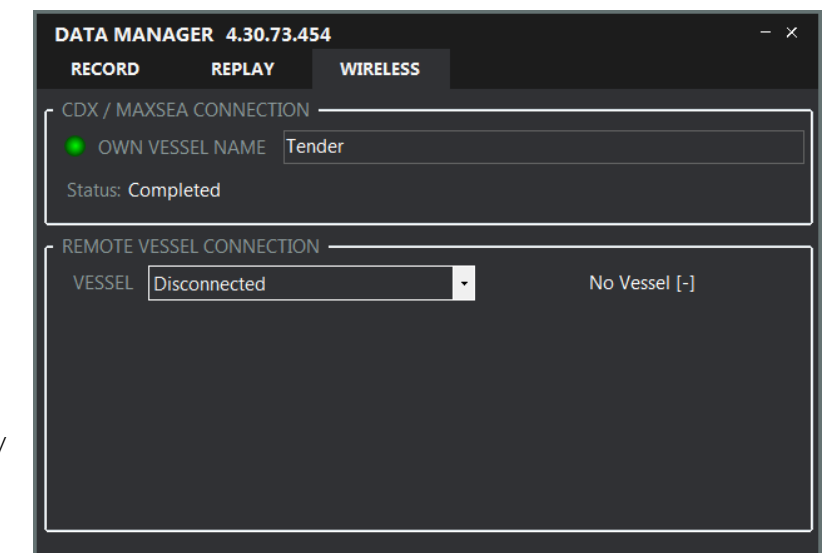 DATA MANAGER 4.30.73.454
RECORD REPLAY WIRELESS
CDX / MAXSEA CONNECTION
OWN VESSEL NAME Tender
Status: Completed
REMOTE VESSEL CONNECTION
VESSEL Disconnected No Vessel [-]